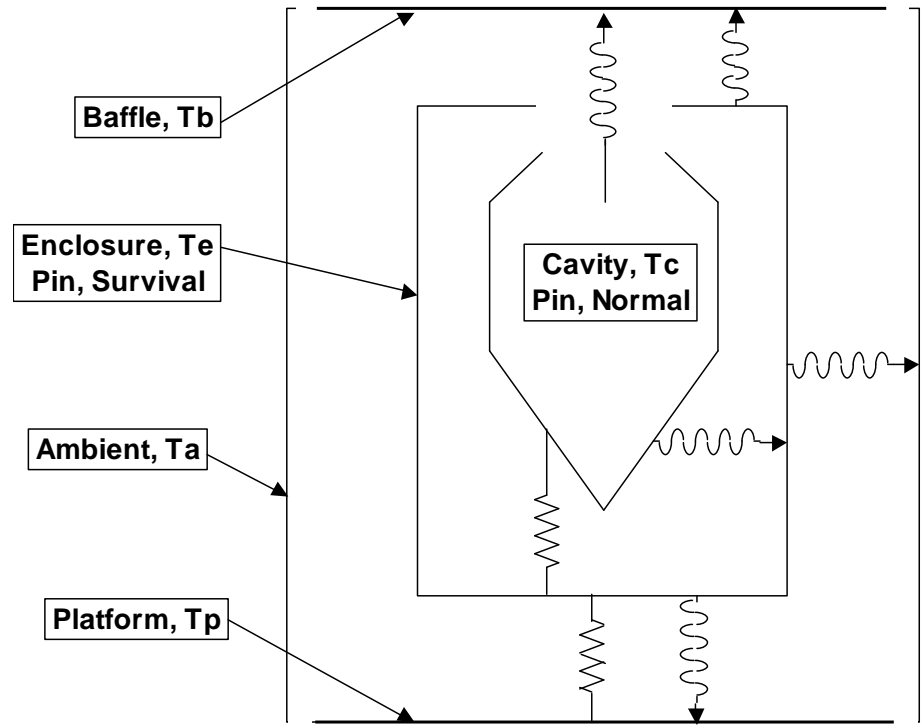 Baffle, Tb
Enclosure, Te
Pin, Survival
Cavity, Tc
Pin, Normal
Ambient, Ta
Platform, Tp